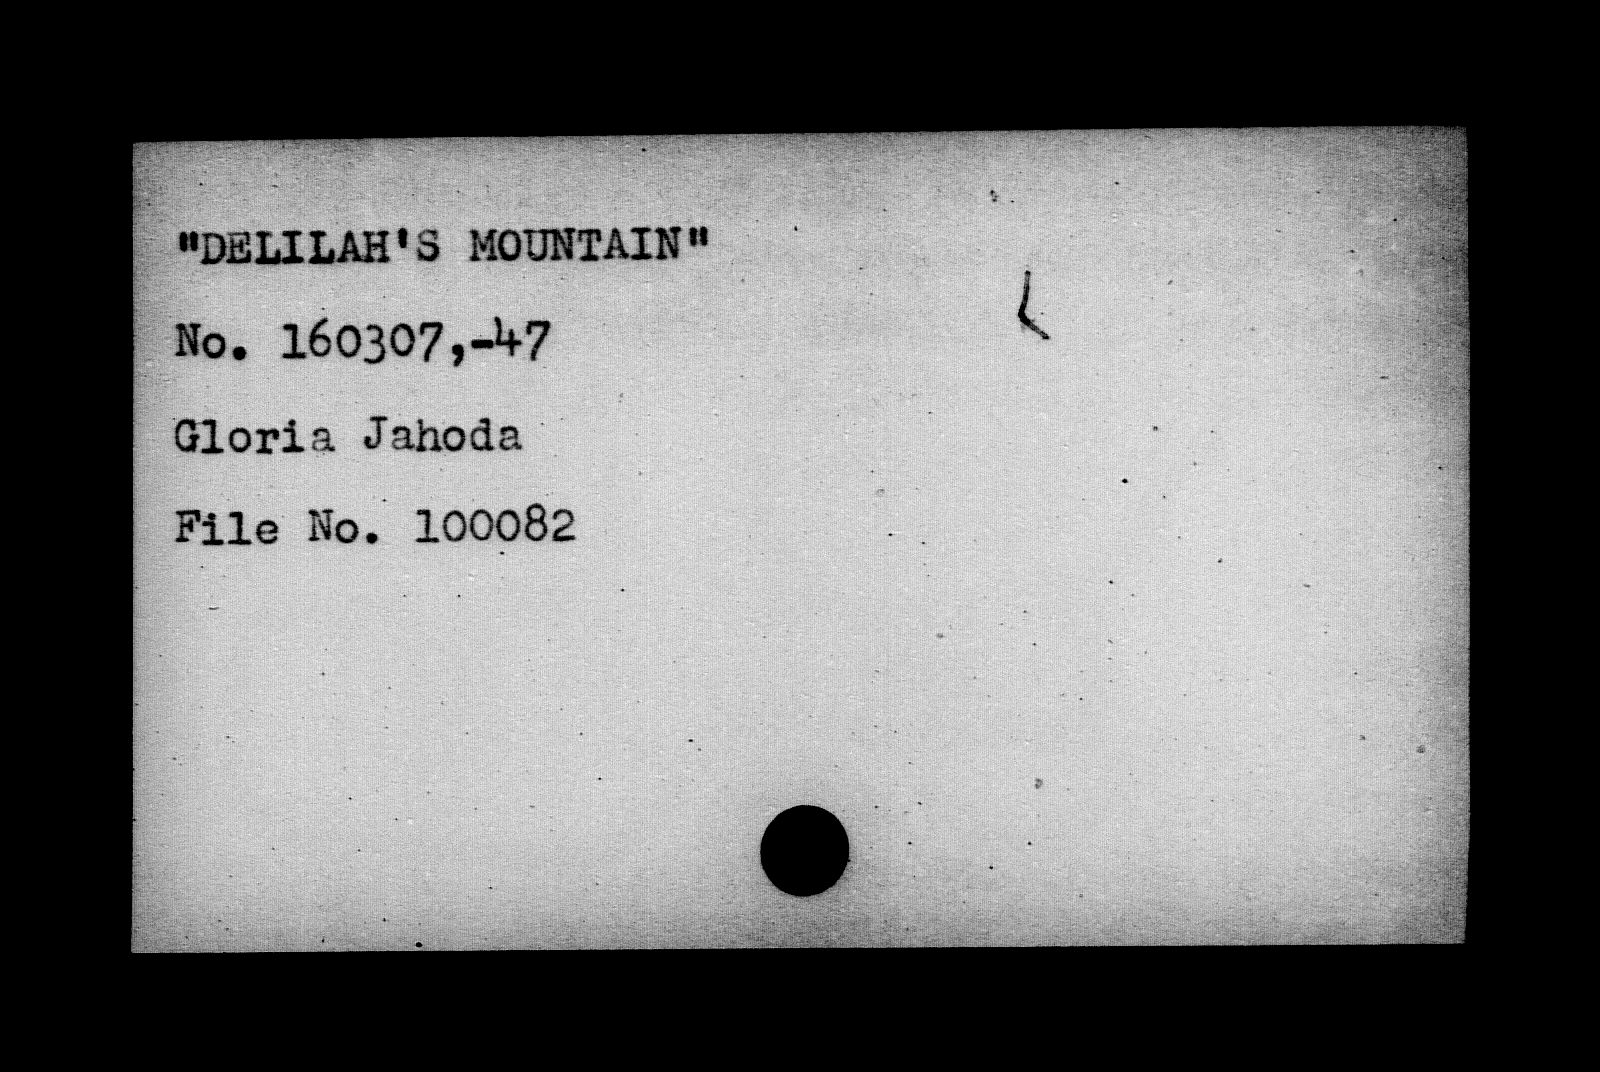 "DELILAH'S MOUNTAIN"
No. 160307,-47
Gloria Jahoda
File No. 100082